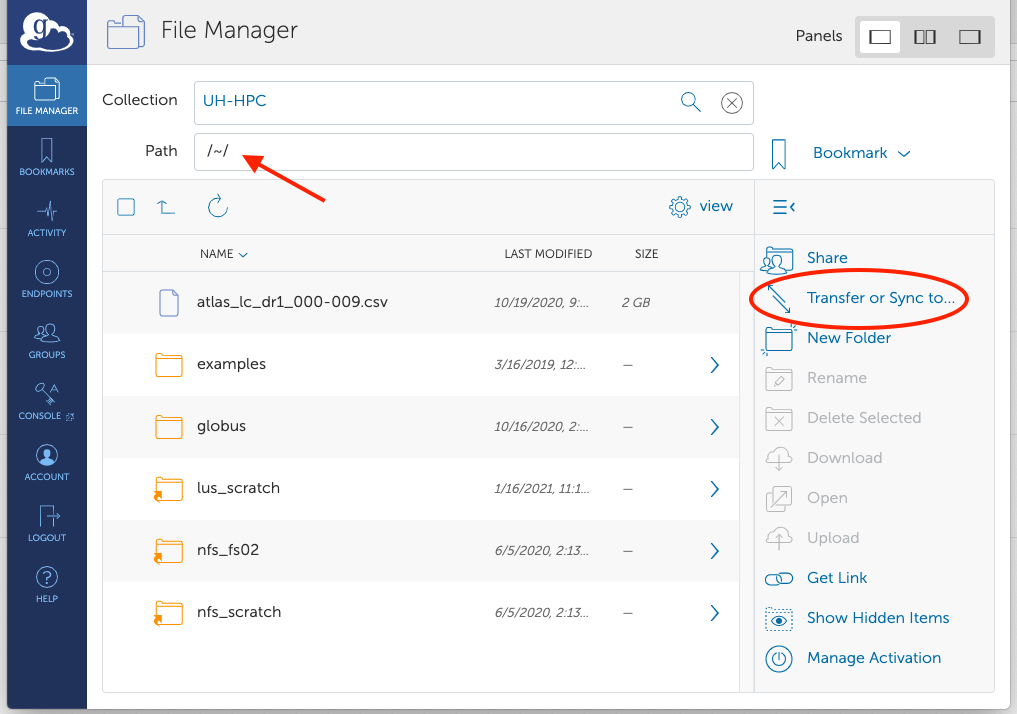 g
File Manager
Panels
FILE MANAGER
BOOKMARKS
ACTIVITY
ENDPOINTS
GROUPS
CONSOLE
ACCOUNT
LOGOUT
?
HELP
Collection UH-HPC
Path /~/
Bookmark
view
NAME LAST MODIFIED SIZE
atlas_lc_dr1_000-009.csv 10/19/2020, 9:... 2 GB
examples 3/16/2019, 12:... —
globus 10/16/2020, 2:... —
lus_scratch 1/16/2021, 11:1... —
nfs_fs02 6/5/2020, 2:13... —
nfs_scratch 6/5/2020, 2:13... —
Share
Transfer or Sync to...
New Folder
Rename
Delete Selected
Download
Open
Upload
Get Link
Show Hidden Items
Manage Activation